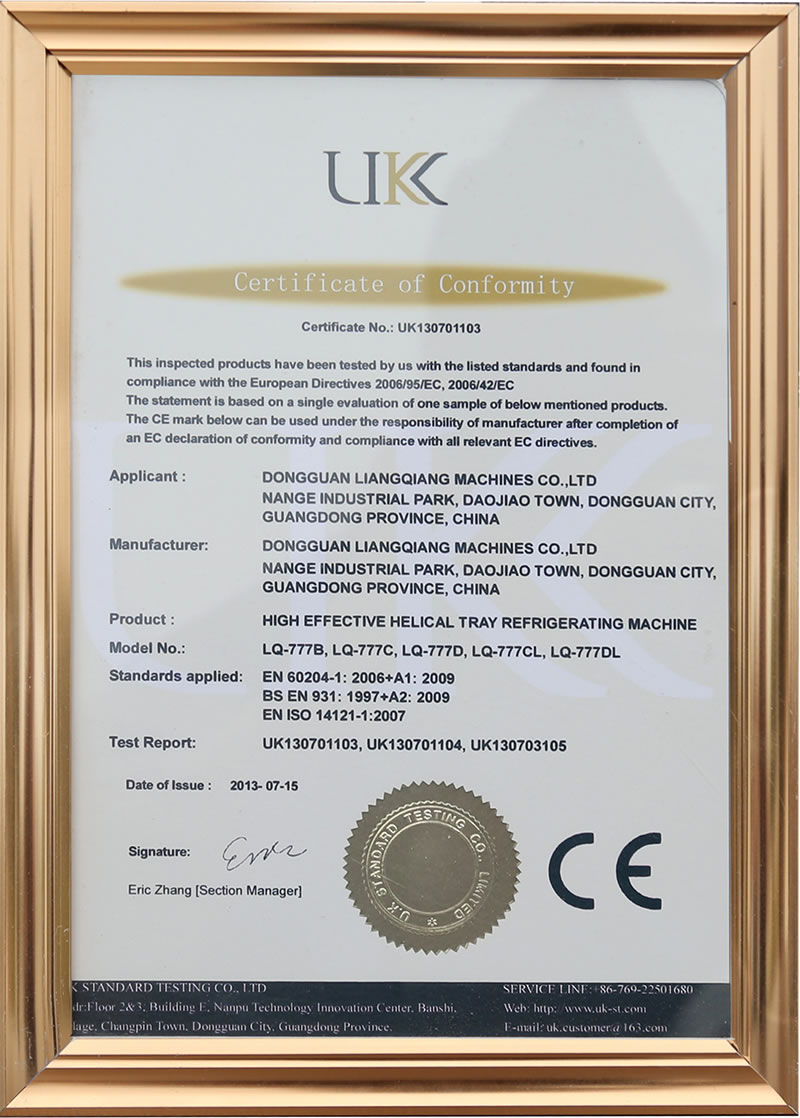 UK
Certificate of Conformity
Certificate No.: UK130701103
This inspected products have been tested by us with the listed standards and found in
compliance with the European Directives 2006/95/EC, 2006/42/EC
The statement is based on a single evaluation of one sample of below mentioned products.
The CE mark below can be used under the responsibility of manufacturer after completion of
an EC declaration of conformity and compliance with all relevant EC directives.
Applicant : DONGGUAN LIANGQIANG MACHINES CO.,LTD
NANGE INDUSTRIAL PARK, DAOJIAO TOWN, DONGGUAN CITY,
GUANGDONG PROVINCE, CHINA
Manufacturer: DONGGUAN LIANGQIANG MACHINES CO.,LTD
NANGE INDUSTRIAL PARK, DAOJIAO TOWN, DONGGUAN CITY,
GUANGDONG PROVINCE, CHINA
Product : HIGH EFFECTIVE HELICAL TRAY REFRIGERATING MACHINE
Model No.: LQ-777B, LQ-777C, LQ-777D, LQ-777CL, LQ-777DL
Standards applied: EN 60204-1: 2006+A1: 2009
BS EN 931: 1997+A2: 2009
EN ISO 14121-1:2007
Test Report: UK130701103, UK130701104, UK130703105
Date of Issue : 2013- 07-15
Signature:
Eric Zhang [Section Manager]
U.K STANDARD TESTING CO., LIMITED
CE
K STANDARD TESTING CO., LTD
dr:Floor 2&3, Building E, Nanpu Technology Innovation Center, Banshi,
lage, Changpin Town, Dongguan City, Guangdong Province.
SERVICE LINE: +86-769-22501680
Web: http: www.uk-st.com
E-mail: uk.customer@163.com